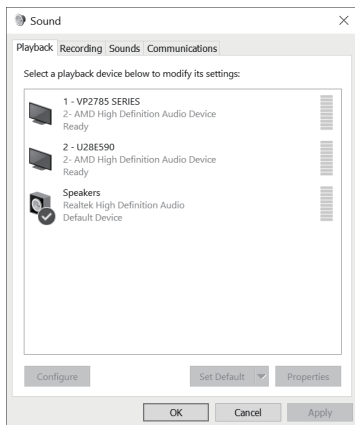 Sound
Playback Recording Sounds Communications
Select a playback device below to modify its settings:
1 - VP2785 SERIES
2- AMD High Definition Audio Device
Ready
2 - U28E590
2- AMD High Definition Audio Device
Ready
Speakers
Realtek High Definition Audio
Default Device
Configure Set Default Properties
OK Cancel Apply